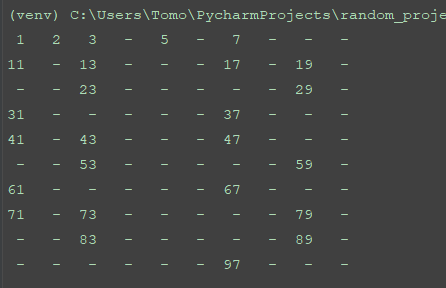 (venv) C:\Users\Tomo\PycharmProjects\random_proje
1 2 3 - 5 - 7 - - -
11 - 13 - - - 17 - 19 -
- - 23 - - - - - 29 -
31 - - - - - 37 - - -
41 - 43 - - - 47 - - -
- - 53 - - - - - 59 -
61 - - - - - 67 - - -
71 - 73 - - - - - 79 -
- - 83 - - - - - 89 -
- - - - - - 97 - - -